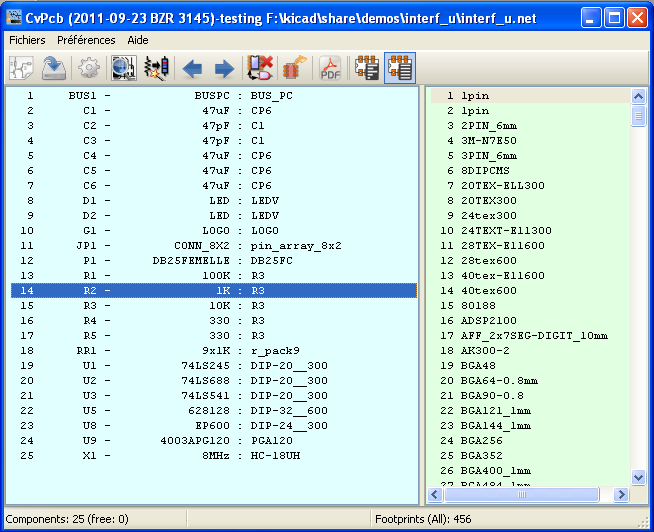 CvPcb (2011-09-23 BZR 3145)-testing F:\kicad\share\demos\interf_u\interf_u.net
Fichiers Préférences Aide
PDF
1 BUS1 - BUSPC : BUS_PC
2 C1 - 47uF : CP6
3 C2 - 47pF : C1
4 C3 - 47pF : C1
5 C4 - 47uF : CP6
6 C5 - 47uF : CP6
7 C6 - 47uF : CP6
8 D1 - LED : LEDV
9 D2 - LED : LEDV
10 G1 - LOGO : LOGO
11 JP1 - CONN_8X2 : pin_array_8x2
12 P1 - DB25FEMELLE : DB25FC
13 R1 - 100K : R3
14 R2 - 1K : R3
15 R3 - 10K : R3
16 R4 - 330 : R3
17 R5 - 330 : R3
18 RR1 - 9x1K : r_pack9
19 U1 - 74LS245 : DIP-20__300
20 U2 - 74LS688 : DIP-20__300
21 U3 - 74LS541 : DIP-20__300
22 U5 - 628128 : DIP-32__600
23 U8 - EP600 : DIP-24__300
24 U9 - 4003APG120 : PGA120
25 X1 - 8MHz : HC-18UH
1 1pin
2 1pin
3 2PIN_6mm
4 3M-N7E50
5 3PIN_6mm
6 8DIPCMS
7 20TEX-ELL300
8 20TEX300
9 24tex300
10 24TEXT-Ell300
11 28TEX-Ell600
12 28tex600
13 40tex-Ell600
14 40tex600
15 80188
16 ADSP2100
17 AFF_2x7SEG-DIGIT_10mm
18 AK300-2
19 BGA48
20 BGA64-0.8mm
21 BGA90-0.8
22 BGA121_1mm
23 BGA144_1mm
24 BGA256
25 BGA352
26 BGA400_1mm
27 BGA484_1mm
Components: 25 (free: 0)
Footprints (All): 456